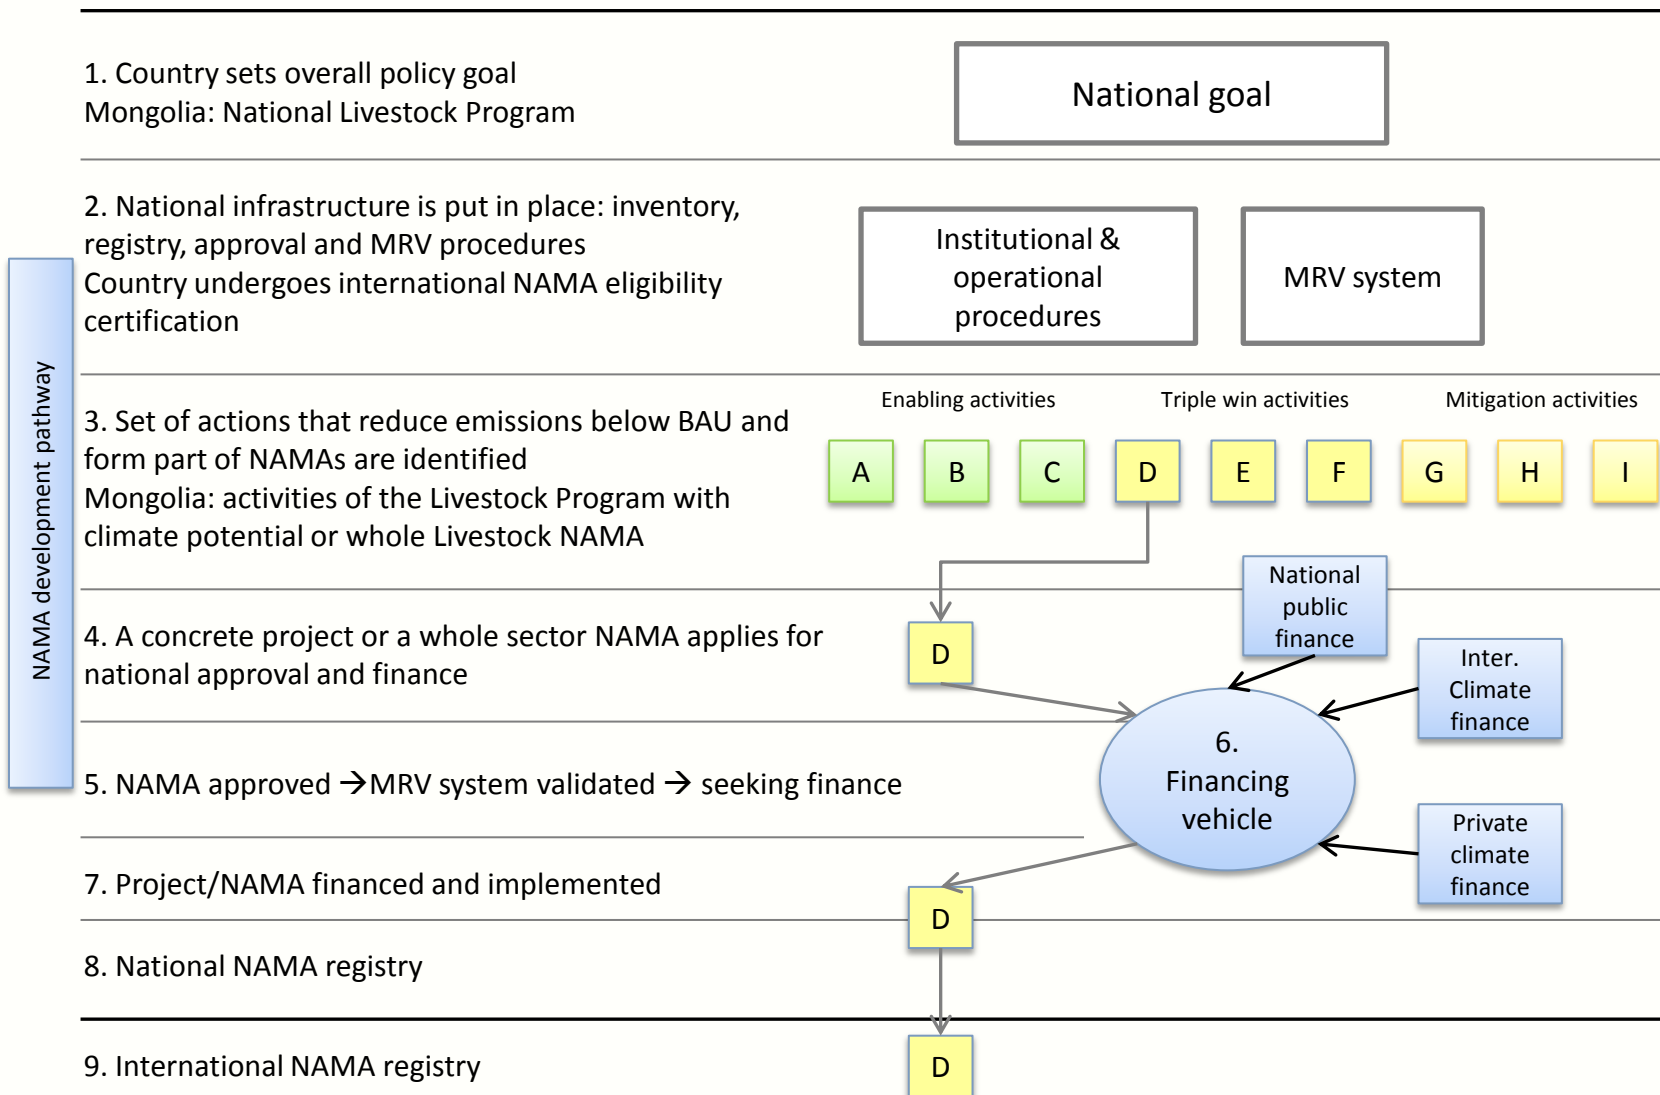 1. Country sets overall policy goal
Mongolia: National Livestock Program
National goal
2. National infrastructure is put in place: inventory,
registry, approval and MRV procedures
Country undergoes international NAMA eligibility
certification
Institutional &
operational
procedures
MRV system
NAMA development pathway
Enabling activities
Triple win activities
Mitigation activities
3. Set of actions that reduce emissions below BAU and
form part of NAMAs are identified
Mongolia: activities of the Livestock Program with
climate potential or whole Livestock NAMA
A B C D E F G H I
National
public
finance
4. A concrete project or a whole sector NAMA applies for
national approval and finance
D
Inter.
Climate
finance
6.
Financing
vehicle
5. NAMA approved → MRV system validated → seeking finance
Private
climate
finance
7. Project/NAMA financed and implemented
D
8. National NAMA registry
9. International NAMA registry
D